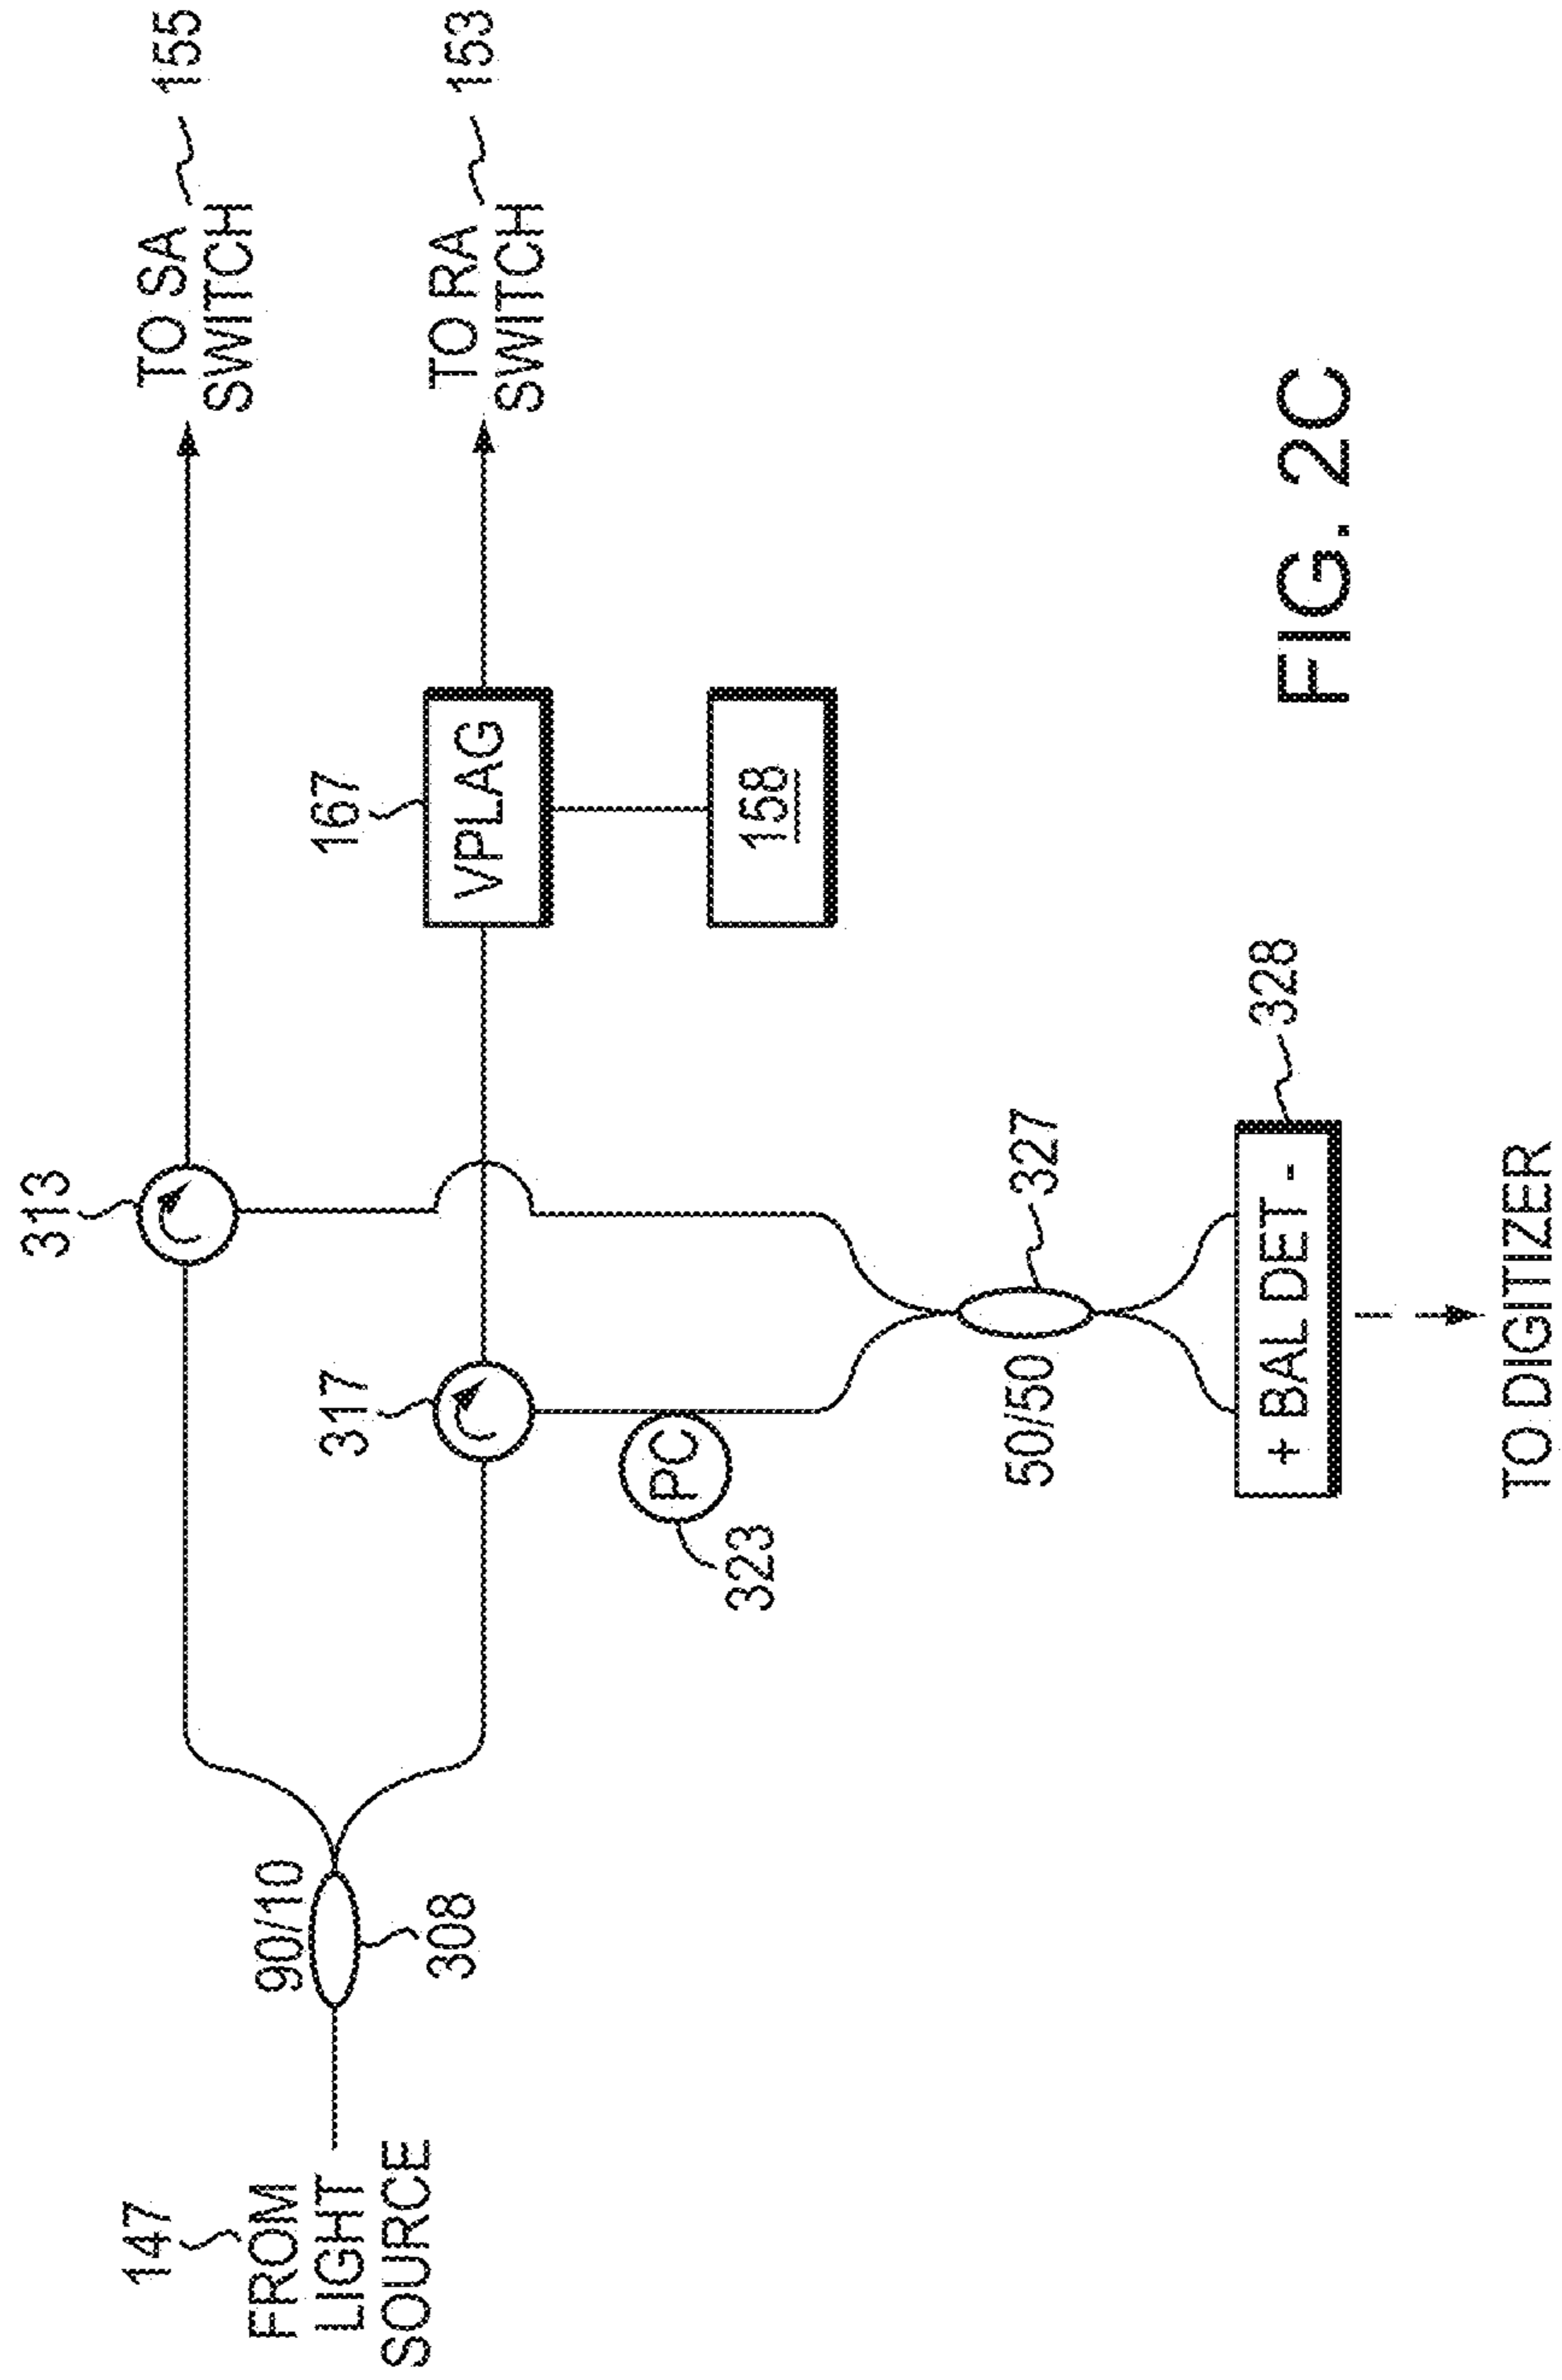 147
FROM
LIGHT
SOURCE
90/10
308
313
317
PC
323
167
VPLAG
158
TO SA
SWITCH
155
TO RA
SWITCH
153
50/50
327
+ BAL DET -
328
TO DIGITIZER
FIG. 2C